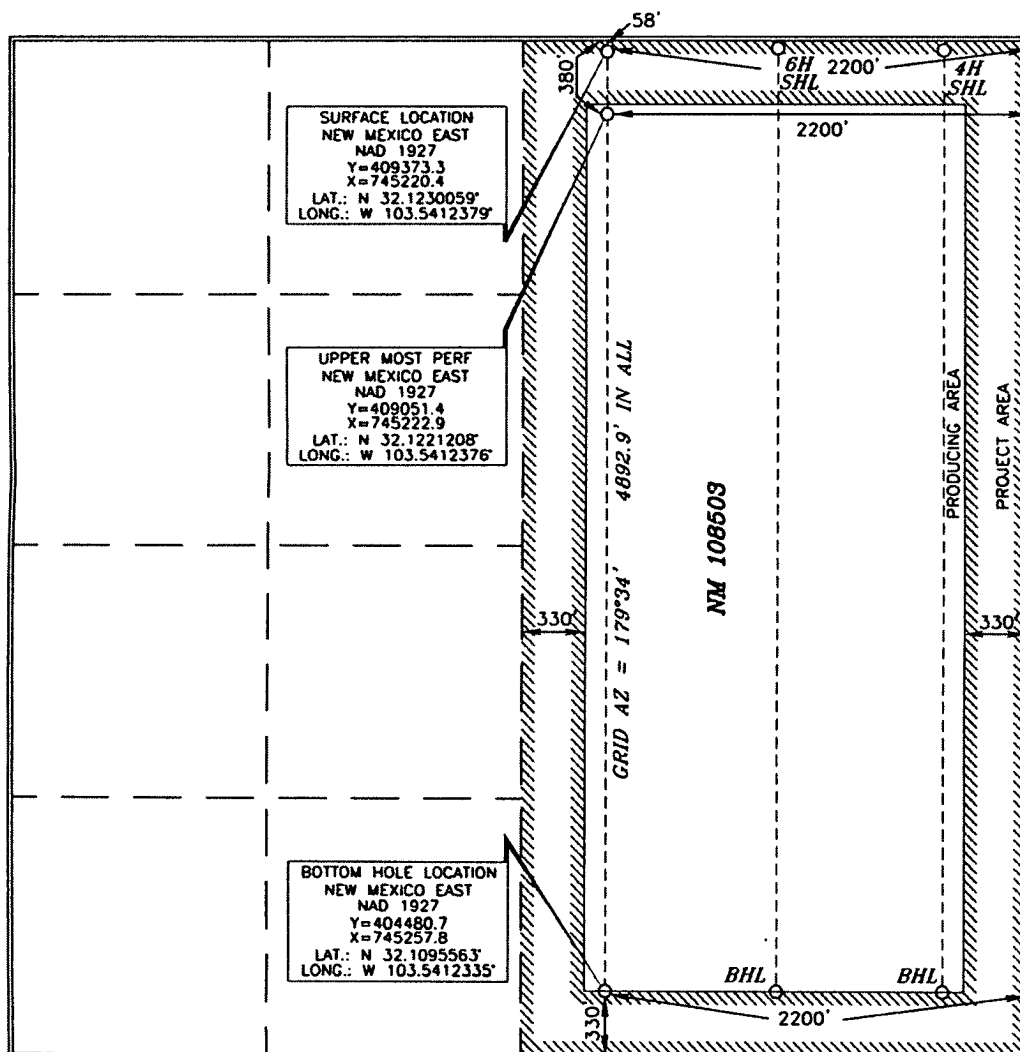 58'
380'
6H
SHL
2200'
4H
SHL
2200'
SURFACE LOCATION
NEW MEXICO EAST
NAD 1927
Y=409373.3
X=745220.4
LAT.: N 32.1230059°
LONG.: W 103.5412379°
UPPER MOST PERF
NEW MEXICO EAST
NAD 1927
Y=409051.4
X=745222.9
LAT.: N 32.1221208°
LONG.: W 103.5412376°
GRID AZ = 179°34' 4892.9' IN ALL
NM 108503
PRODUCING AREA
PROJECT AREA
330'
330'
BOTTOM HOLE LOCATION
NEW MEXICO EAST
NAD 1927
Y=404480.7
X=745257.8
LAT.: N 32.1095563°
LONG.: W 103.5412335°
BHL
BHL
330'
2200'